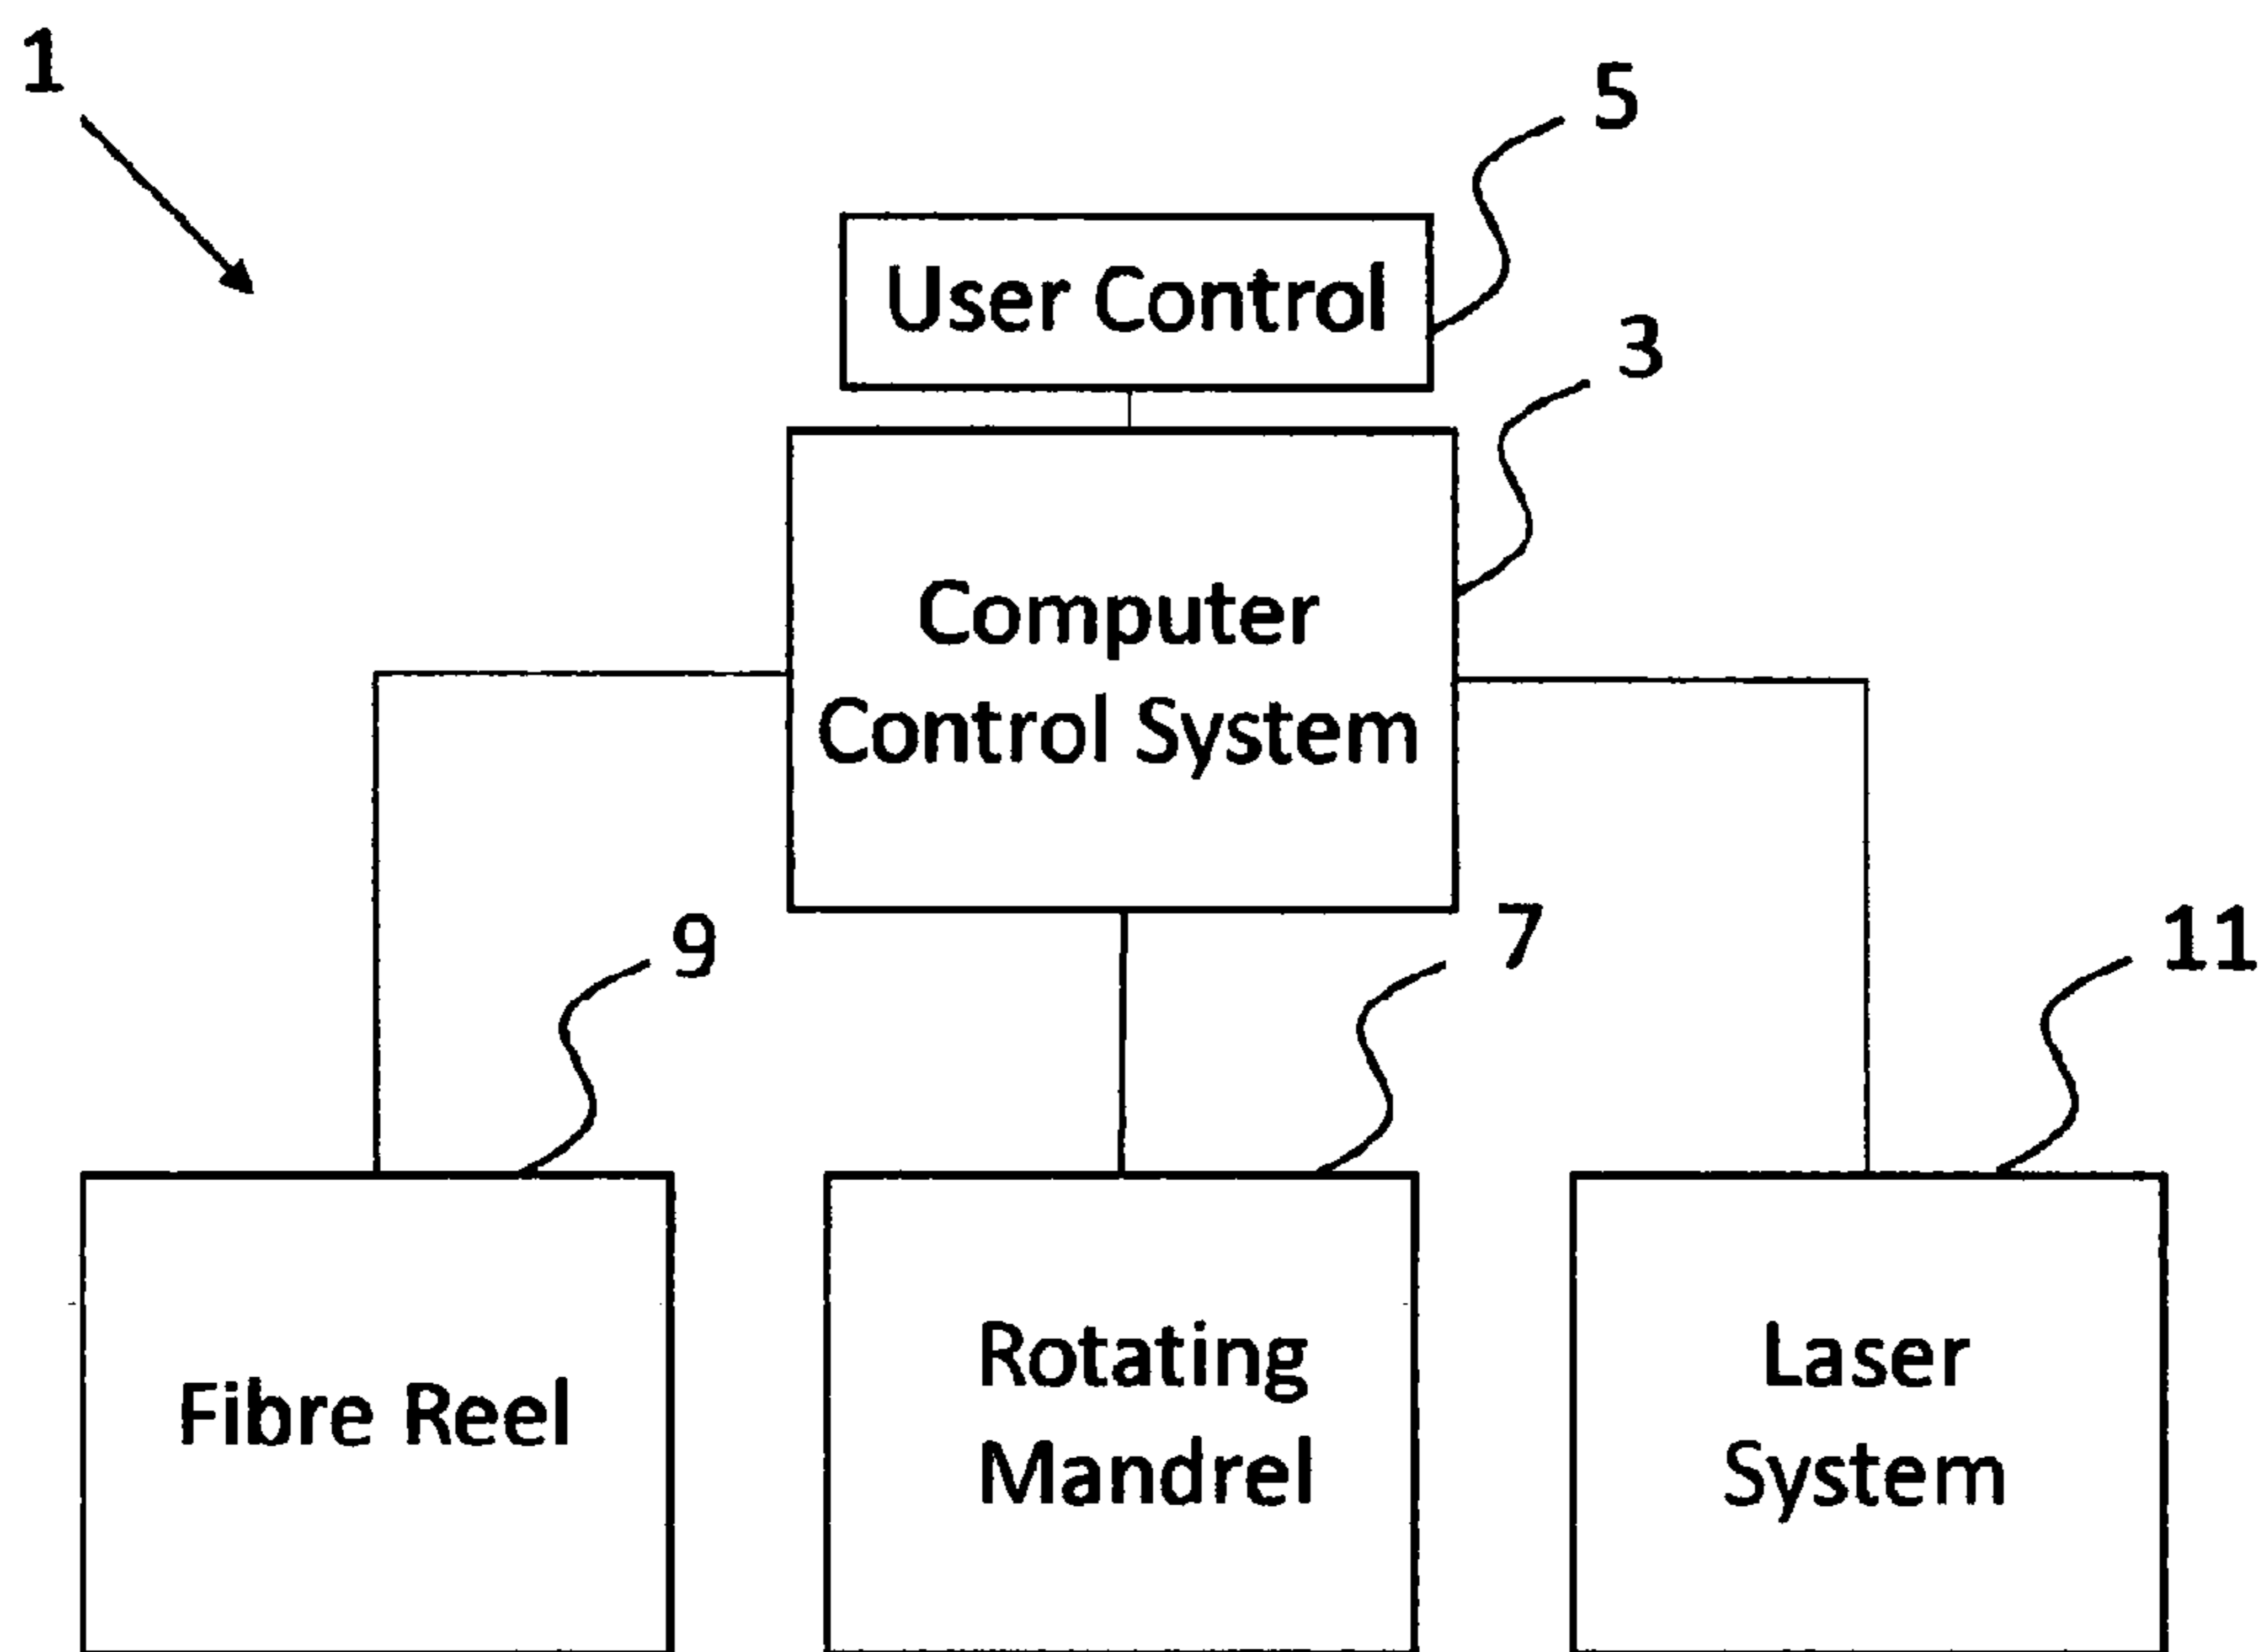 1
5
User Control
3
Computer
Control System
9
7
11
Fibre Reel
Rotating
Mandrel
Laser
System